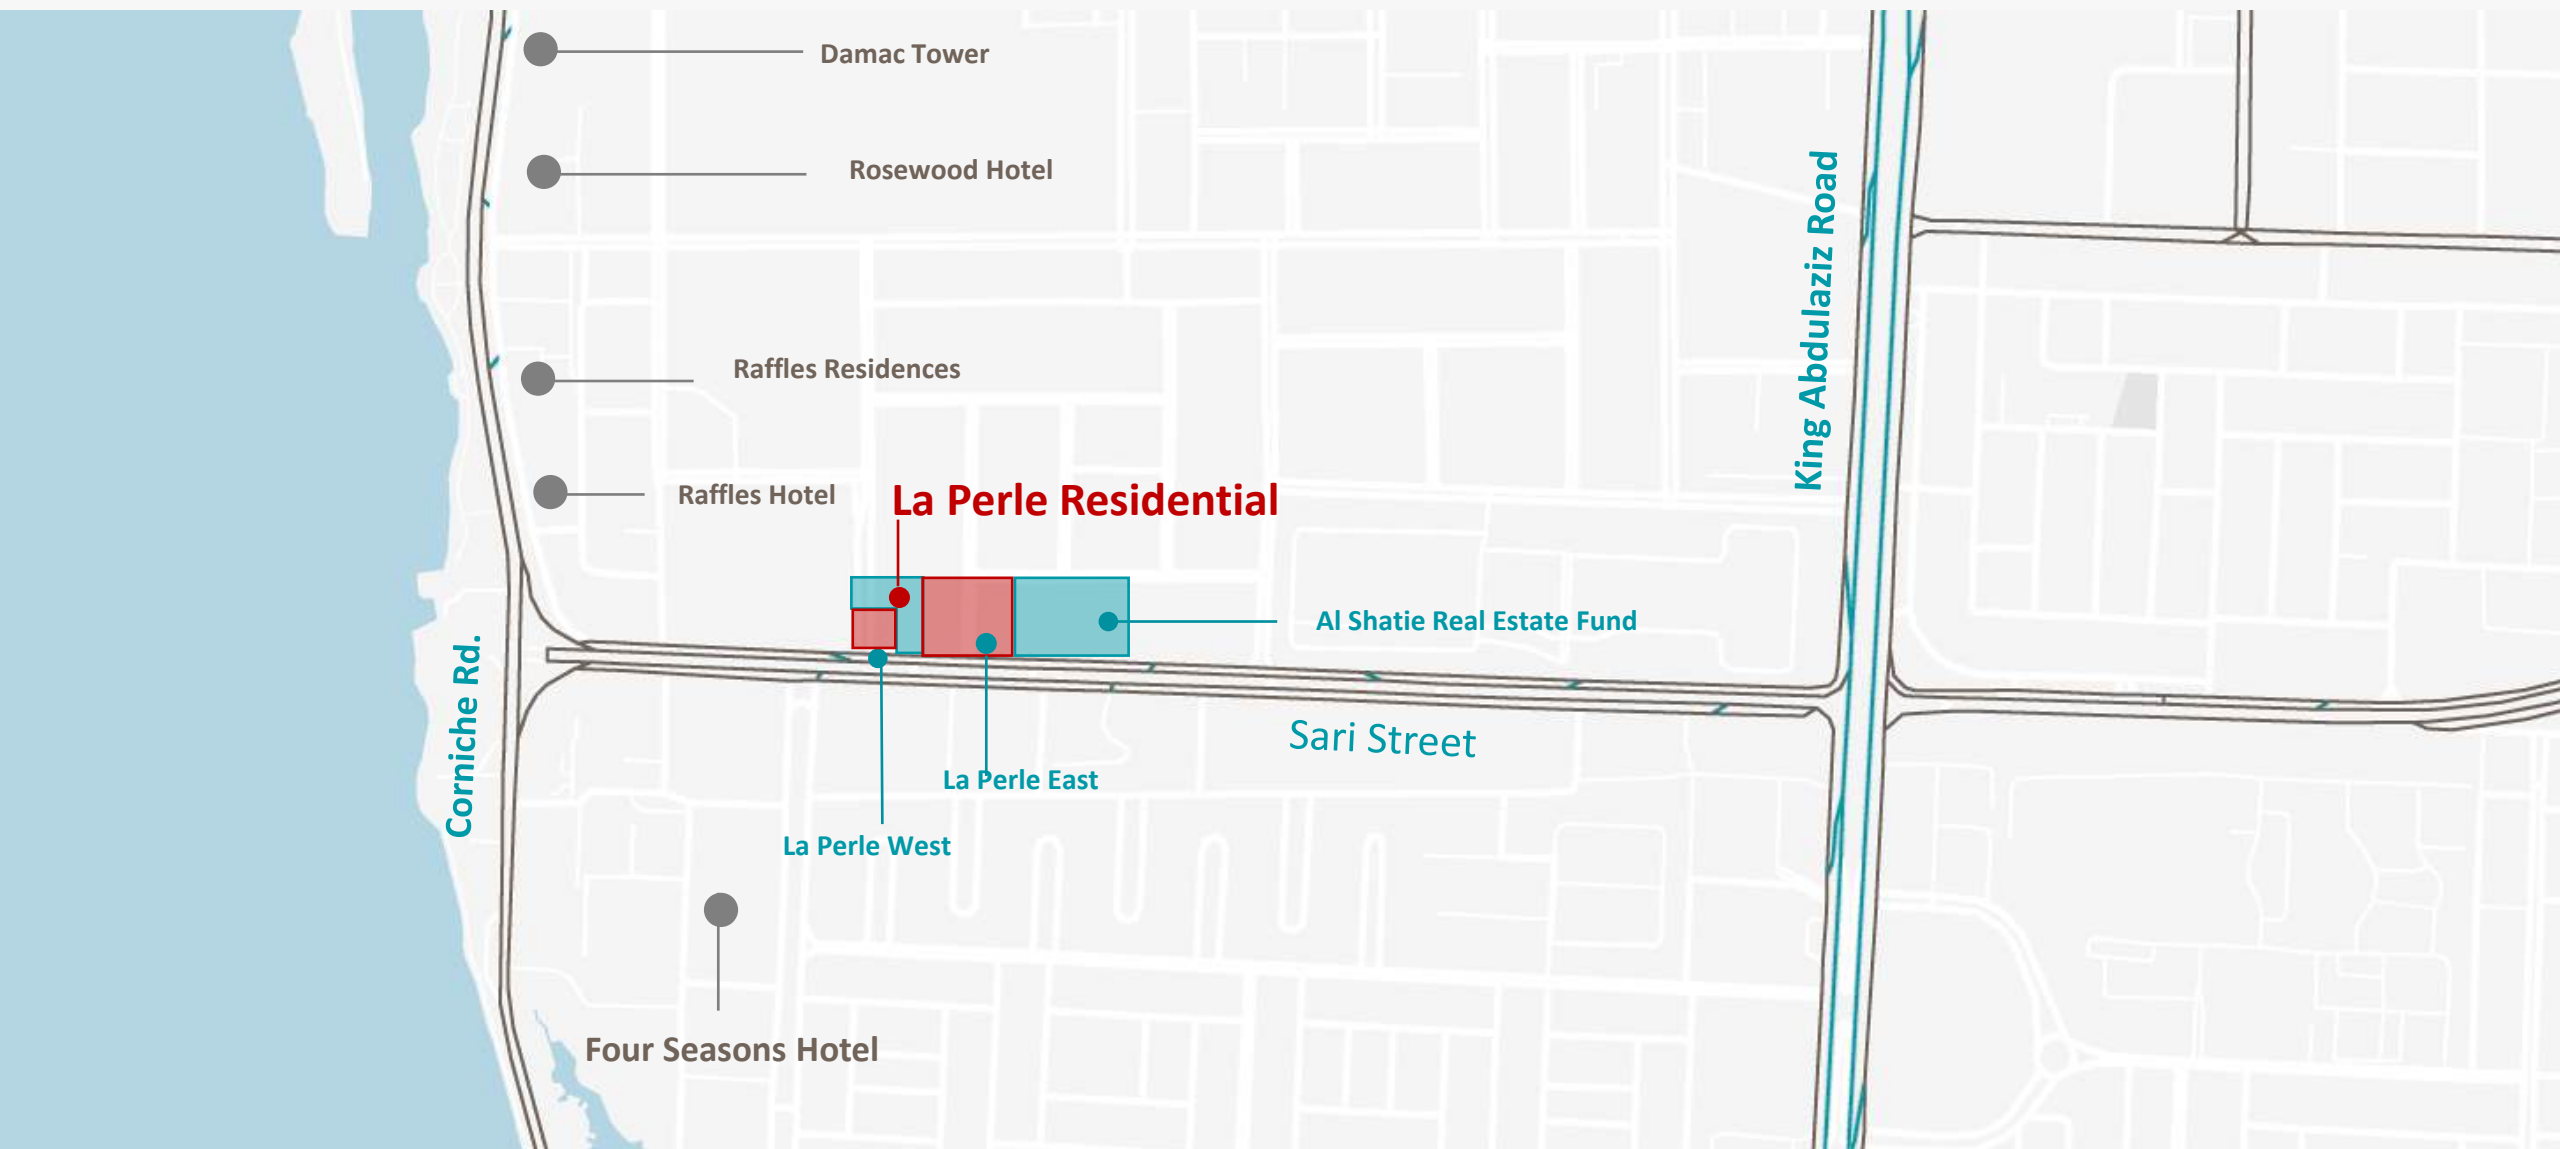 Damac Tower
Rosewood Hotel
King Abdulaziz Road
Raffles Residences
Raffles Hotel
La Perle Residential
Al Shatie Real Estate Fund
Corniche Rd.
Sari Street
La Perle East
La Perle West
Four Seasons Hotel